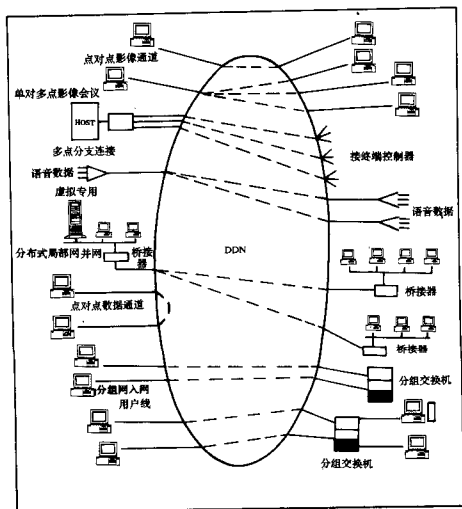 点对点影像通道
单对多点影像会议
HOST
多点分支连接
接终端控制器
语音数据
虚拟专用
语音数据
分布式局部网并网
桥接器
DDN
桥接器
点对点数据通道
桥接器
分组网入网
用户线
分组交换机
分组交换机